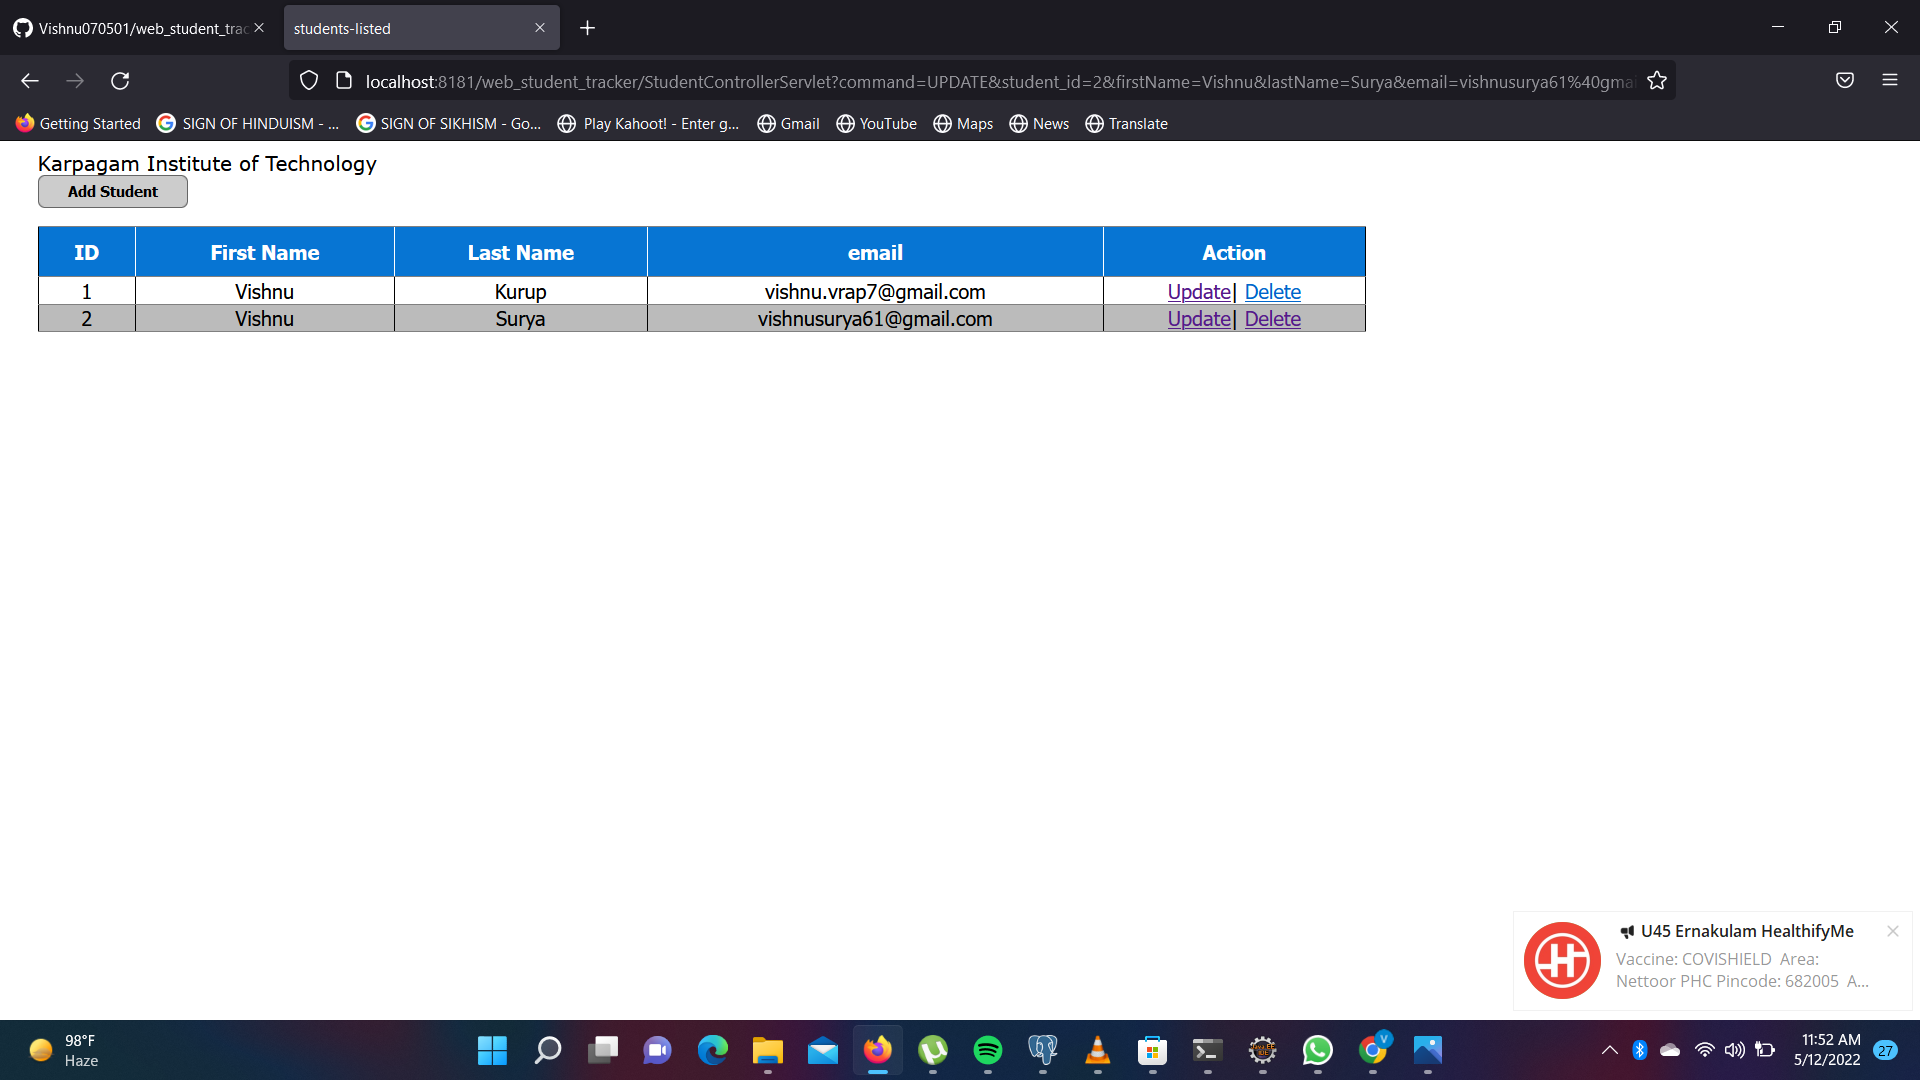 Vishnu070501/web_student_trac
students-listed
localhost:8181/web_student_tracker/StudentControllerServlet?command=UPDATE&student_id=2&firstName=Vishnu&lastName=Surya&email=vishnusurya61%40gmai
Getting Started SIGN OF HINDUISM - ... SIGN OF SIKHISM - Go... Play Kahoot! - Enter g... Gmail YouTube Maps News Translate
Karpagam Institute of Technology
Add Student
ID First Name Last Name email Action
1 Vishnu Kurup vishnu.vrap7@gmail.com Update| Delete
2 Vishnu Surya vishnusurya61@gmail.com Update| Delete
U45 Ernakulam HealthifyMe
Vaccine: COVISHIELD Area:
Nettoor PHC Pincode: 682005 A...
98°F
Haze
V
11:52 AM
5/12/2022
27